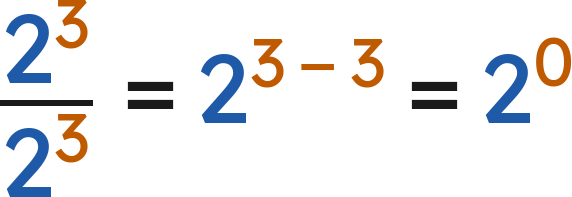 2³/2³ = 2³ ⁻ ³ = 2⁰